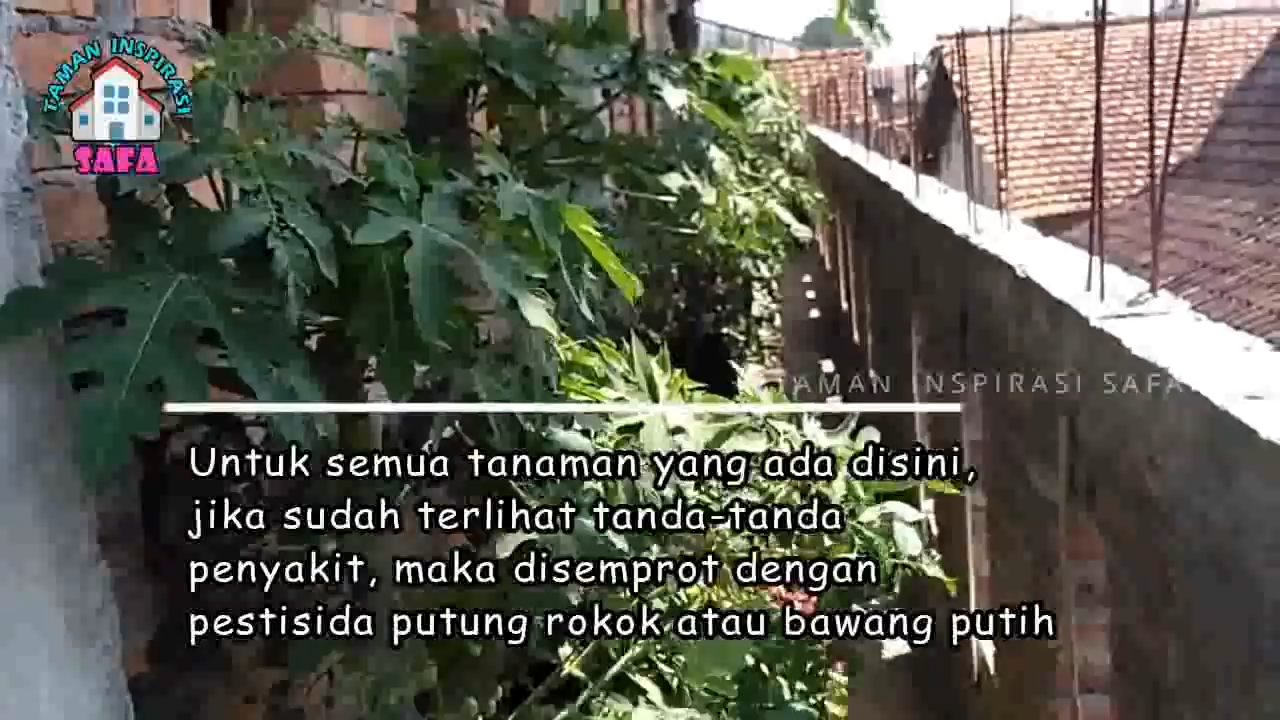 TAMAN INSPIRASI
SAFA
TAMAN INSPIRASI SAFA
Untuk semua tanaman yang ada disini,
jika sudah terlihat tanda-tanda
penyakit, maka disemprot dengan
pestisida putung rokok atau bawang putih